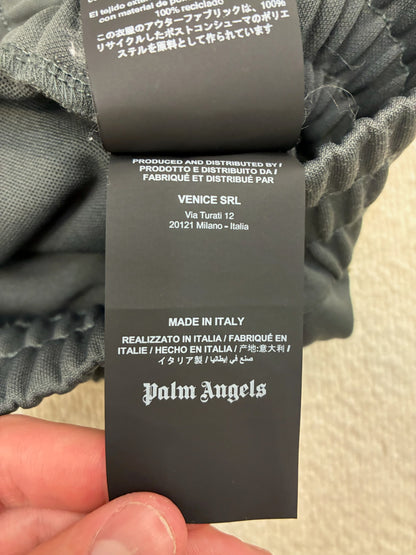 El tejido exter
con material de po
100% reciclado
この衣服のアウターファブリックは、
リサイクルしたポストコンシューマのポリエ
ステルを原料として作られています
PRODUCED AND DISTRIBUTED BY /
PRODOTTO E DISTRIBUITO DA /
FABRIQUÉ ET DISTRIBUÉ PAR
VENICE SRL
Via Turati 12
20121 Milano - Italia
MADE IN ITALY
REALIZZATO IN ITALIA / FABRIQUÉ EN
ITALIE / HECHO EN ITALIA / 产地:意大利 /
イタリア製 / صنع في إيطاليا
Palm Angels